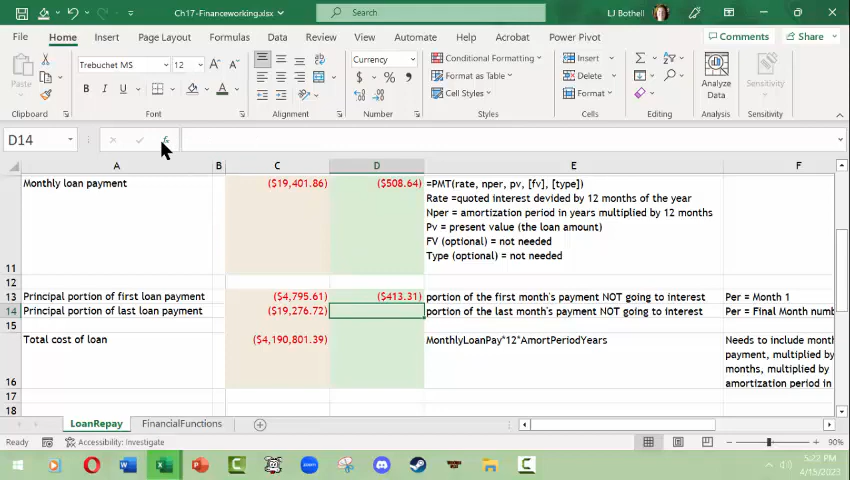 Ch17-Financeworking.xlsx
Search
LJ Bothell
File Home Insert Page Layout Formulas Data Review View Automate Help Acrobat Power Pivot
Comments Share
Paste
Trebuchet MS 12
B I U
ab
Currency
$ % 9
Conditional Formatting
Format as Table
Cell Styles
Insert
Delete
Format
Analyze
Data
Sensitivity
Clipboard Font Alignment Number Styles Cells Editing Analysis Sensitivity
D14 fx
A B C D E F
Monthly loan payment ($19,401.86) ($508.64) =PMT(rate, nper, pv, [fv], [type])
Rate =quoted interest devided by 12 months of the year
Nper = amortization period in years multiplied by 12 months
Pv = present value (the loan amount)
FV (optional) = not needed
11 Type (optional) = not needed
12
13 Principal portion of first loan payment ($4,795.61) ($413.31) portion of the first month's payment NOT going to interest Per = Month 1
14 Principal portion of last loan payment ($19,276.72) portion of the last month's payment NOT going to interest Per = Final Month numb
15
Total cost of loan ($4,190,801.39) MonthlyLoanPay*12*AmortPeriodYears Needs to include mont
payment, multiplied by
months, multiplied by
16 amortization period in
17
18
LoanRepay FinancialFunctions
Ready Accessibility: Investigate 90%
5:22 PM
4/15/2023